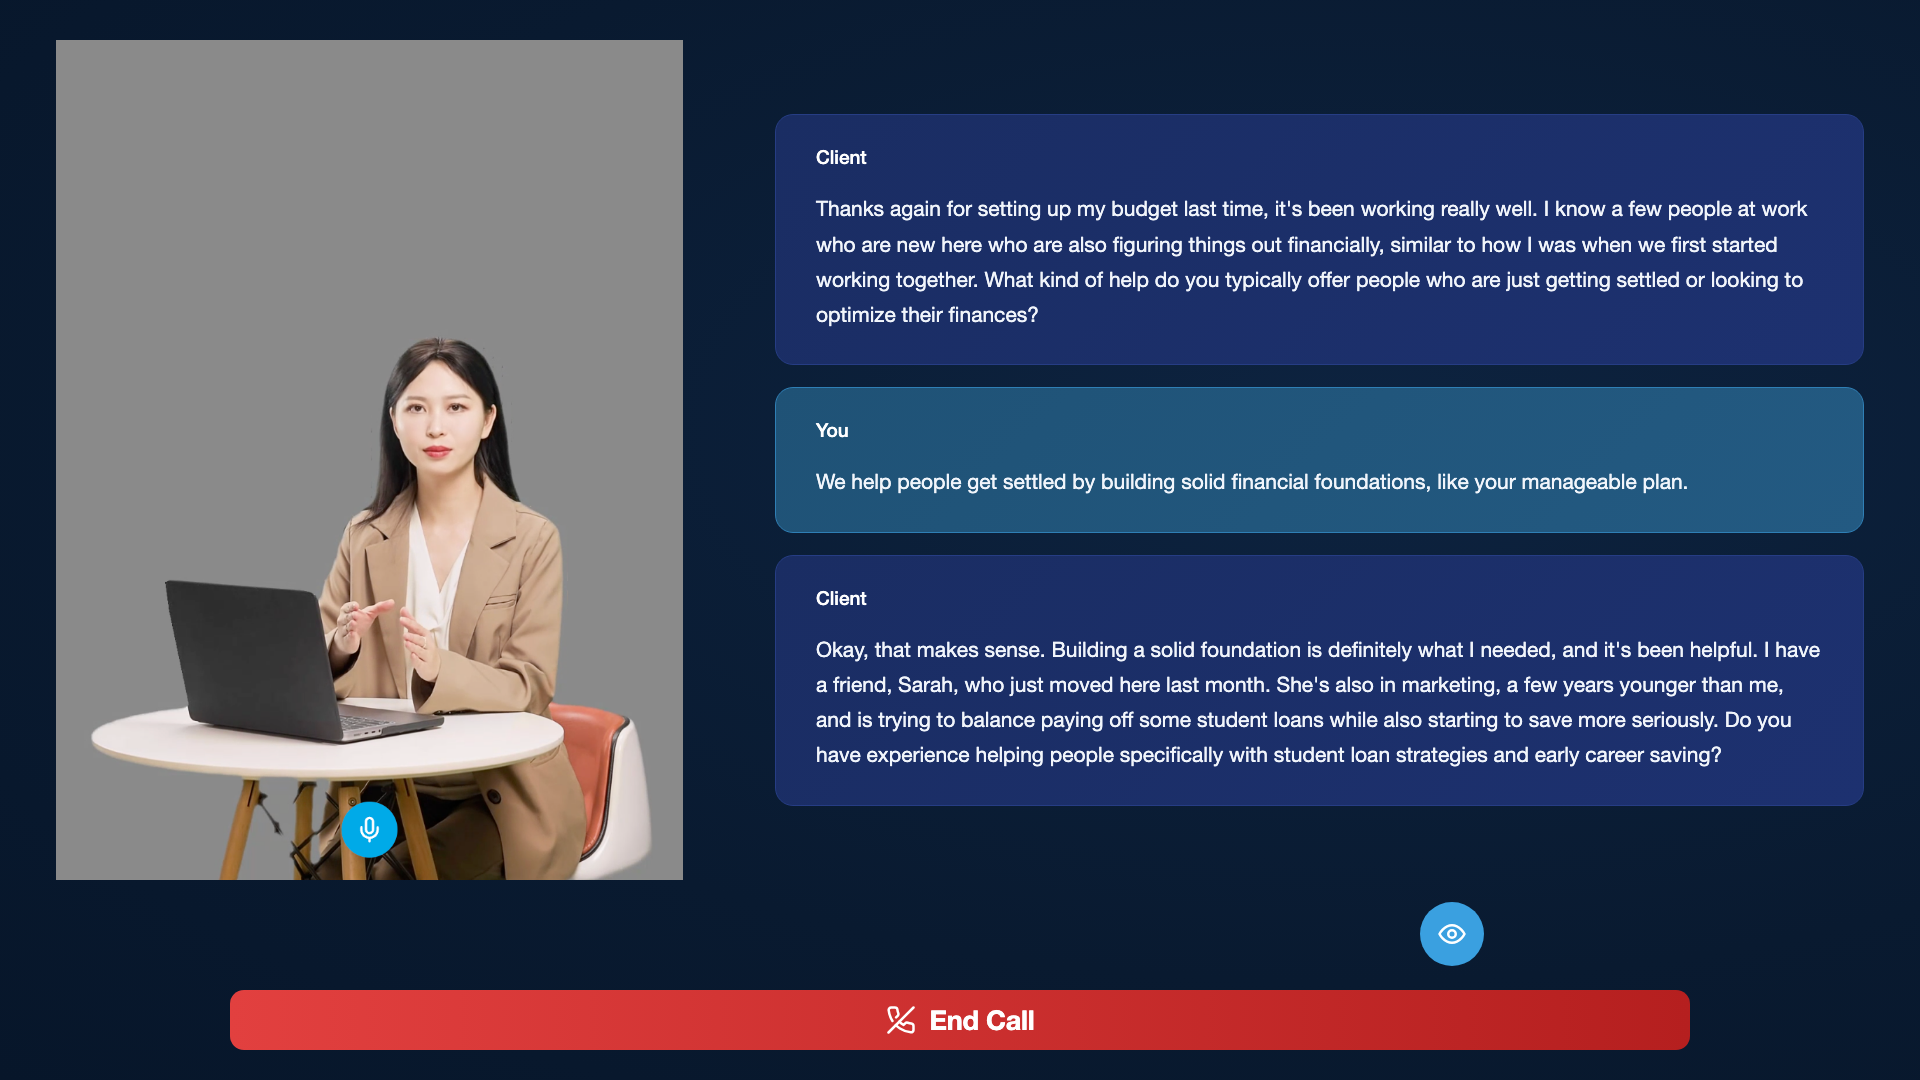 Client
Thanks again for setting up my budget last time, it's been working really well. I know a few people at work
who are new here who are also figuring things out financially, similar to how I was when we first started
working together. What kind of help do you typically offer people who are just getting settled or looking to
optimize their finances?
You
We help people get settled by building solid financial foundations, like your manageable plan.
Client
Okay, that makes sense. Building a solid foundation is definitely what I needed, and it's been helpful. I have
a friend, Sarah, who just moved here last month. She's also in marketing, a few years younger than me,
and is trying to balance paying off some student loans while also starting to save more seriously. Do you
have experience helping people specifically with student loan strategies and early career saving?
End Call